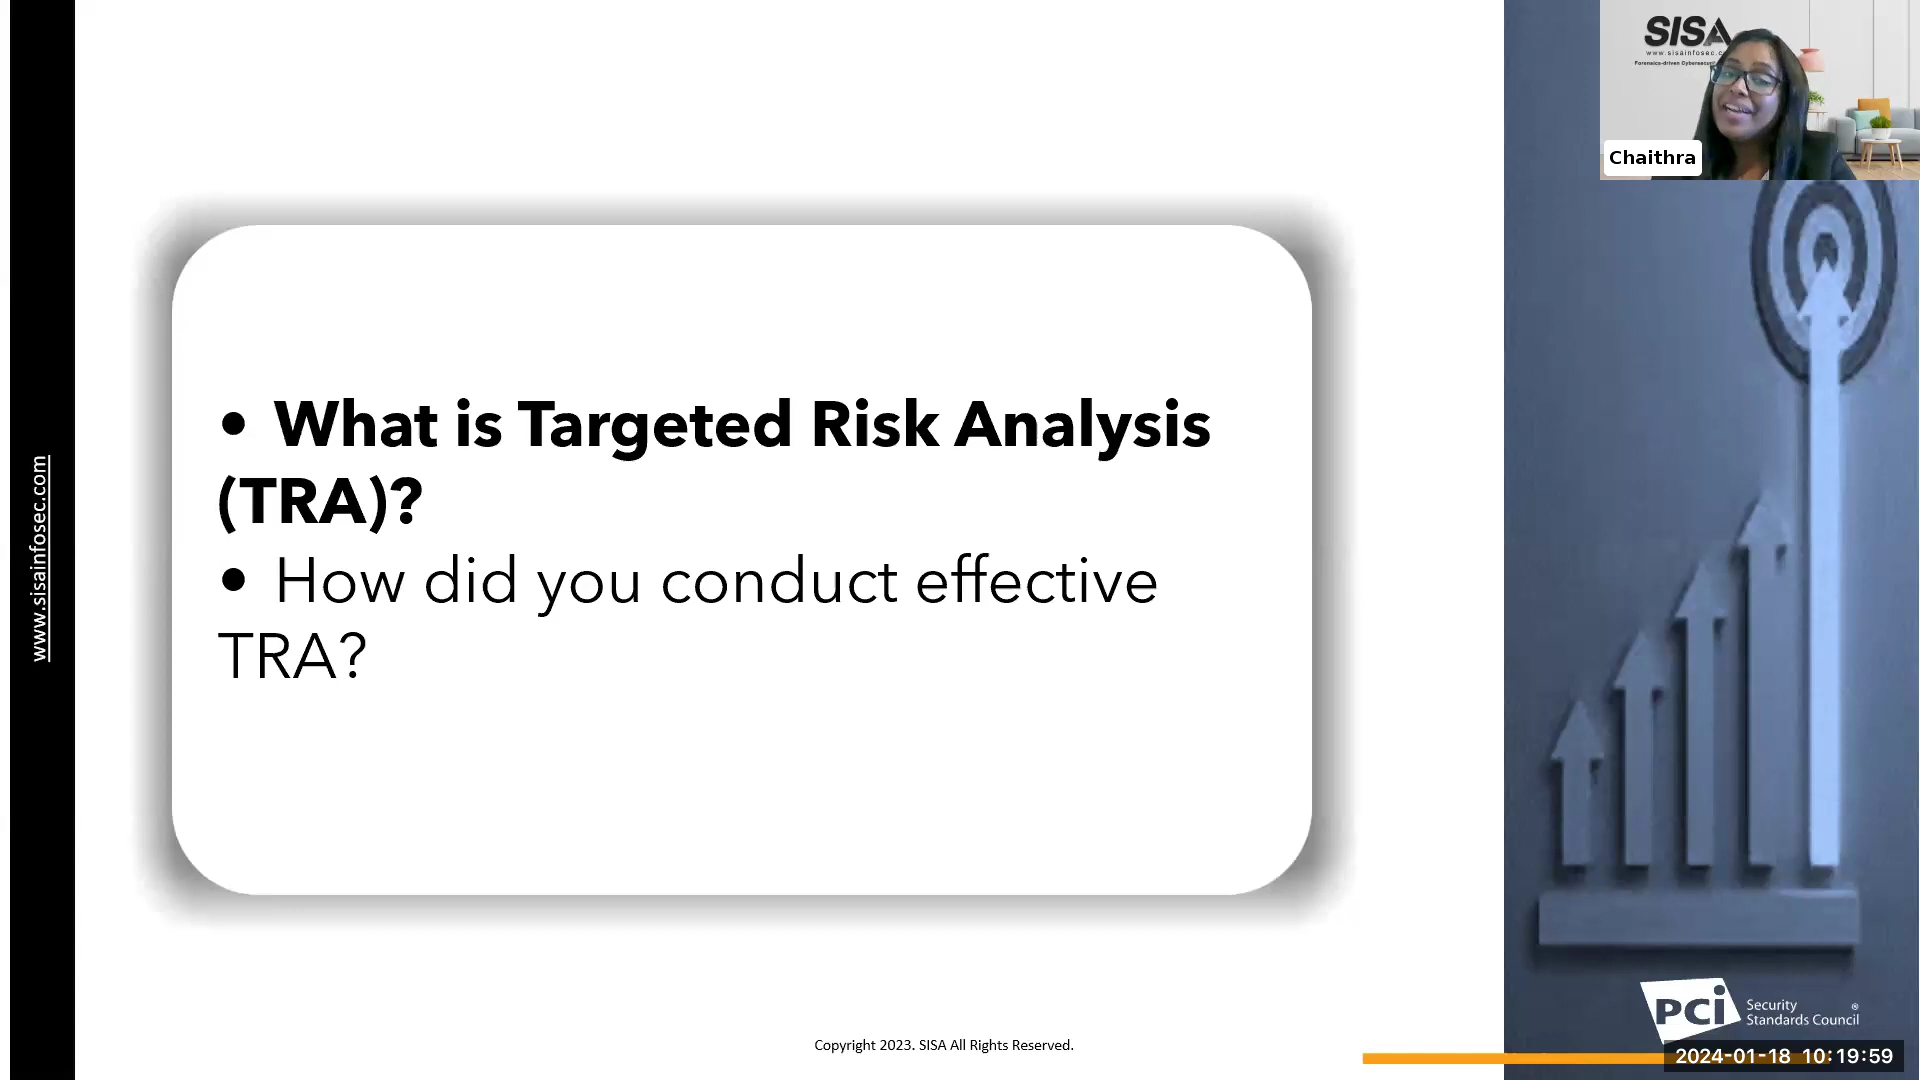 www.sisainfosec.com
SISA
www.sisainfosec.c
Forensics-driven Cybersecuri
Chaithra
• What is Targeted Risk Analysis
(TRA)?
• How did you conduct effective
TRA?
PCi Security
Standards Council
®
Copyright 2023. SISA All Rights Reserved.
2024-01-18 10:19:59